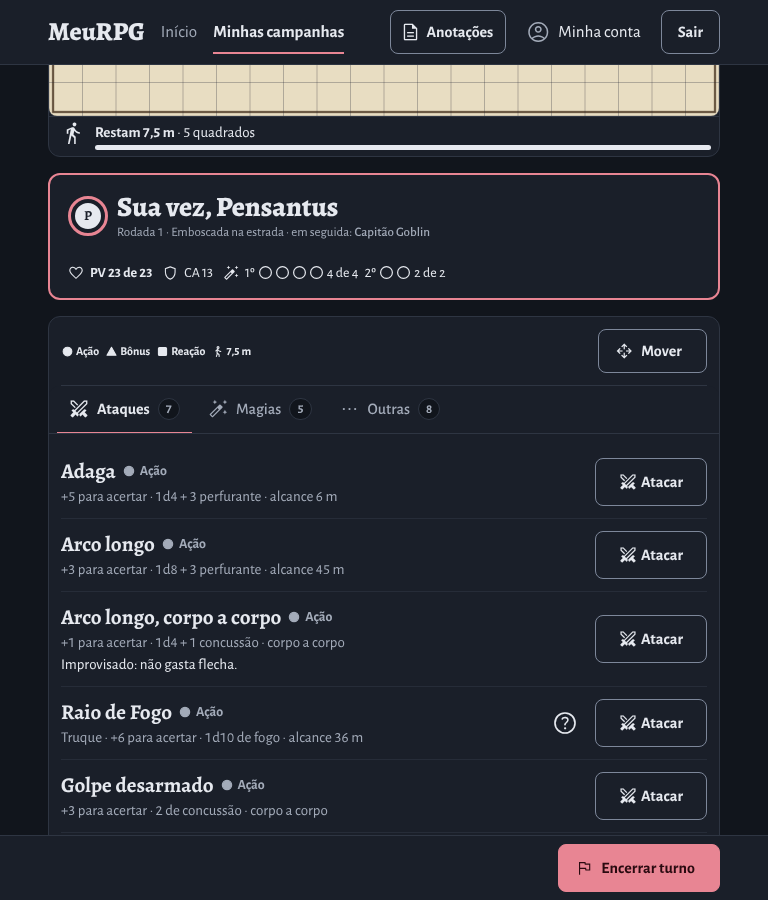 MeuRPG Início Minhas campanhas Anotações Minha conta Sair
Restam 7,5 m · 5 quadrados
P
Sua vez, Pensantus
Rodada 1 · Emboscada na estrada · em seguida: Capitão Goblin
PV 23 de 23 CA 13 1º 4 de 4 2º 2 de 2
Ação Bônus Reação 7,5 m Mover
Ataques 7 Magias 5 Outras 8
Adaga Ação
+5 para acertar · 1d4 + 3 perfurante · alcance 6 m
Atacar
Arco longo Ação
+3 para acertar · 1d8 + 3 perfurante · alcance 45 m
Atacar
Arco longo, corpo a corpo Ação
+1 para acertar · 1d4 + 1 concussão · corpo a corpo
Improvisado: não gasta flecha.
Atacar
Raio de Fogo Ação
Truque · +6 para acertar · 1d10 de fogo · alcance 36 m
? Atacar
Golpe desarmado Ação
+3 para acertar · 2 de concussão · corpo a corpo
Atacar
Encerrar turno